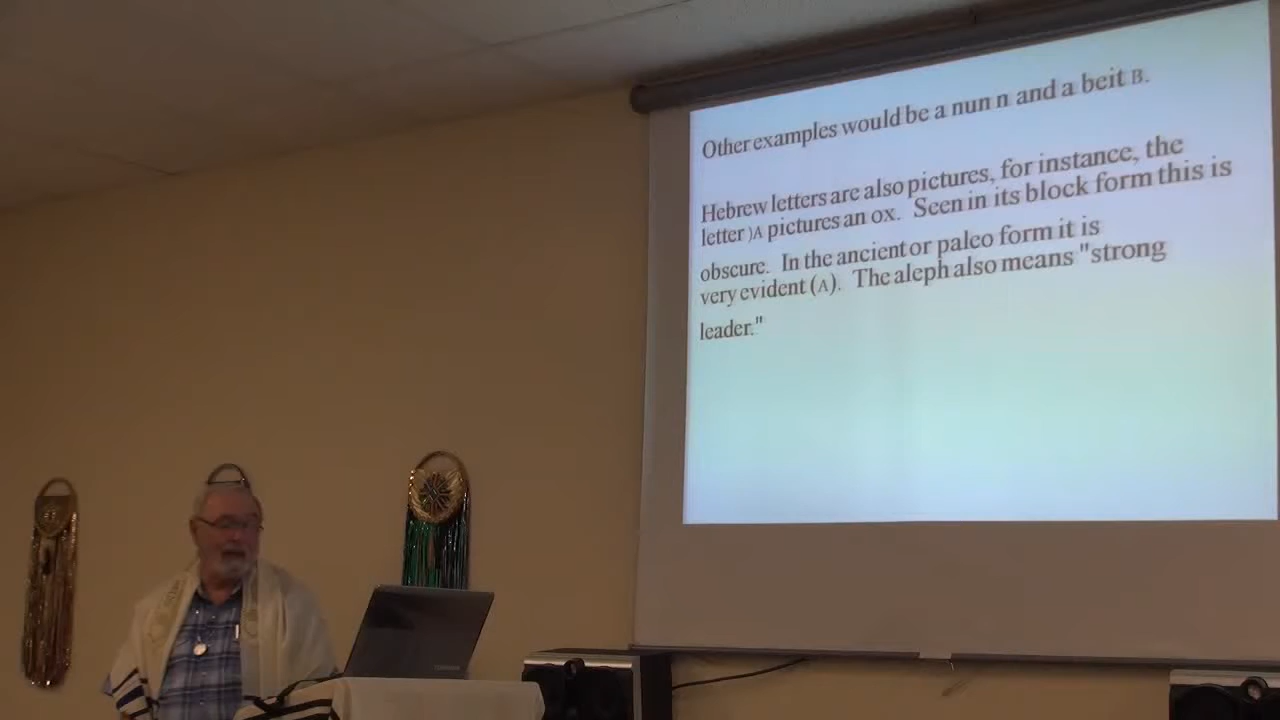 Other examples would be a nun n and a beit B.
Hebrew letters are also pictures, for instance, the
letter )A pictures an ox. Seen in its block form this is
obscure. In the ancient or paleo form it is
very evident (A). The aleph also means "strong
leader."